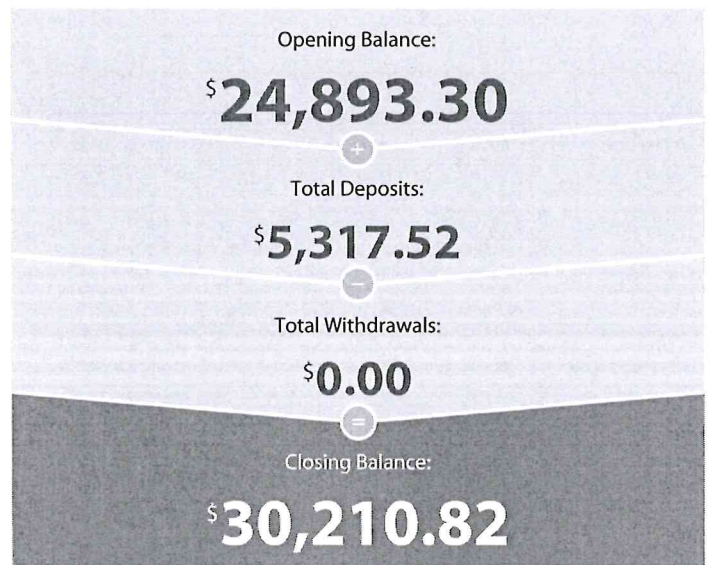 Opening Balance:
$24,893.30
+
Total Deposits:
$5,317.52
−
Total Withdrawals:
$0.00
=
Closing Balance:
$30,210.82